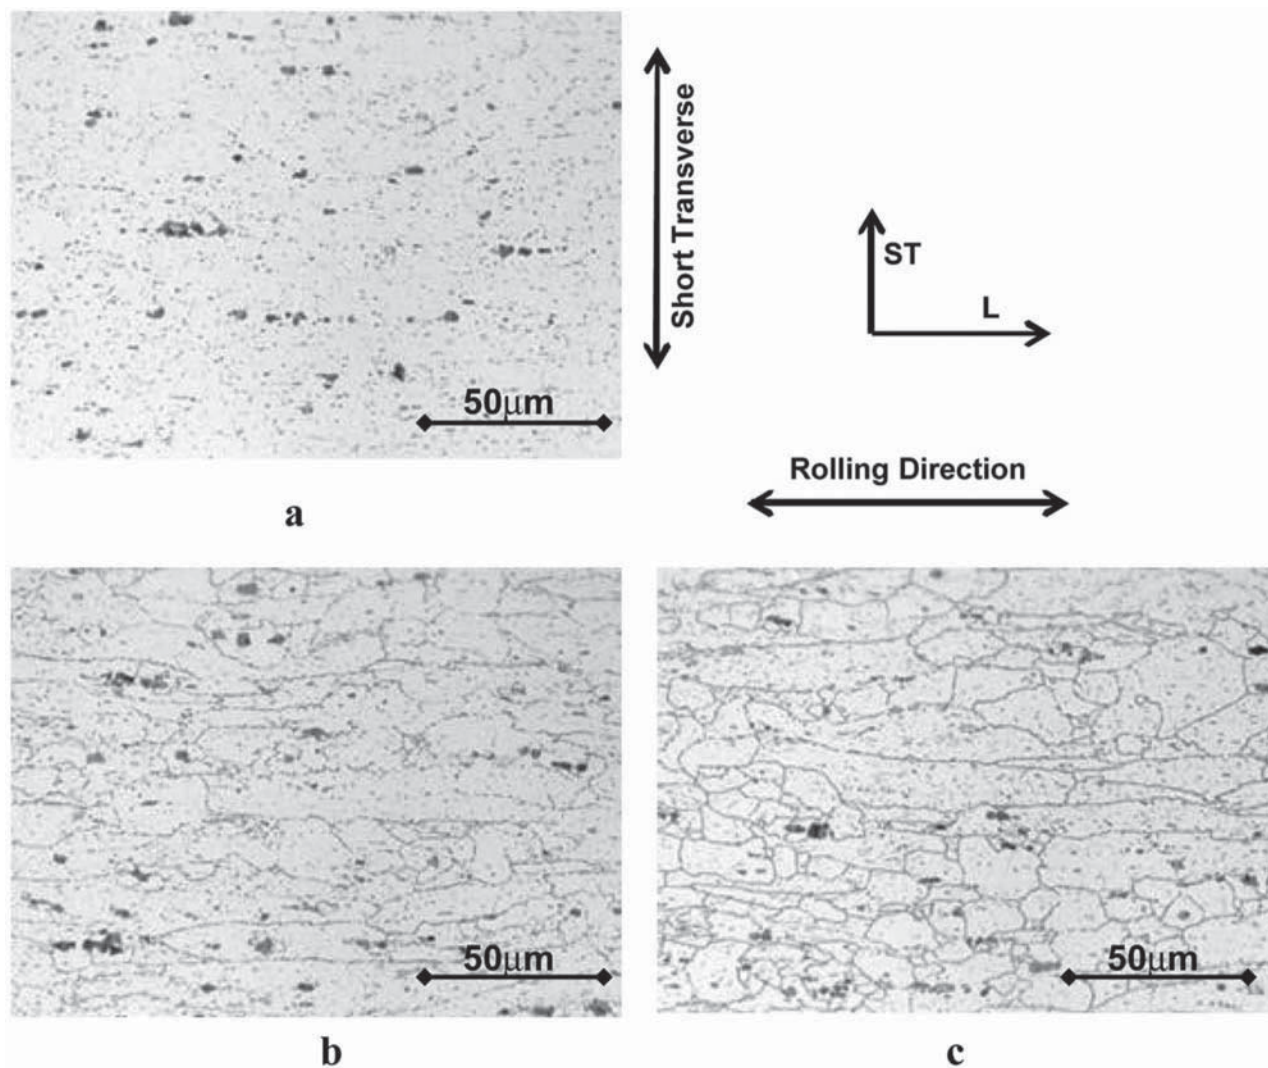 50μm
Short Transverse
ST
L
Rolling Direction
a
50μm
50μm
b
c